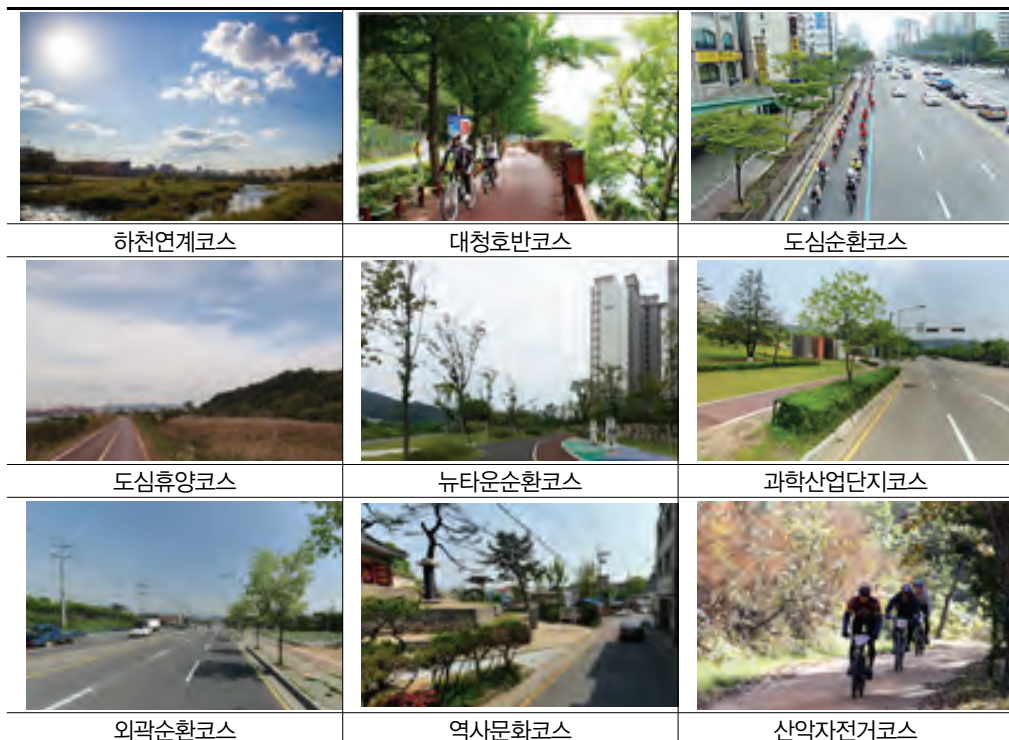 하천연계코스
대청호반코스
도심순환코스
도심휴양코스
뉴타운순환코스
과학산업단지코스
외곽순환코스
역사문화코스
산악자전거코스